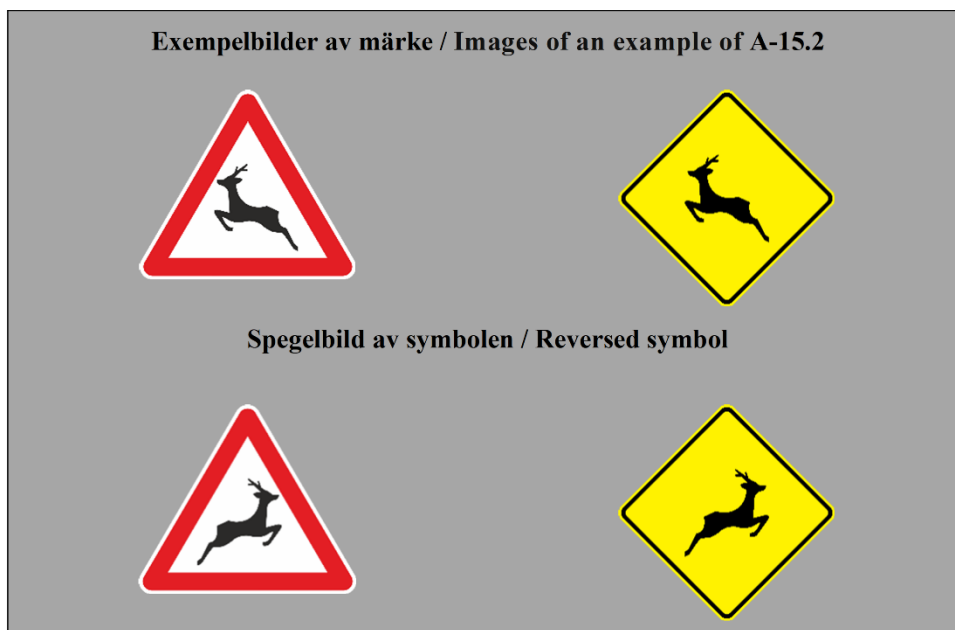 Exempelbilder av märke / Images of an example of A-15.2
Spegelbild av symbolen / Reversed symbol